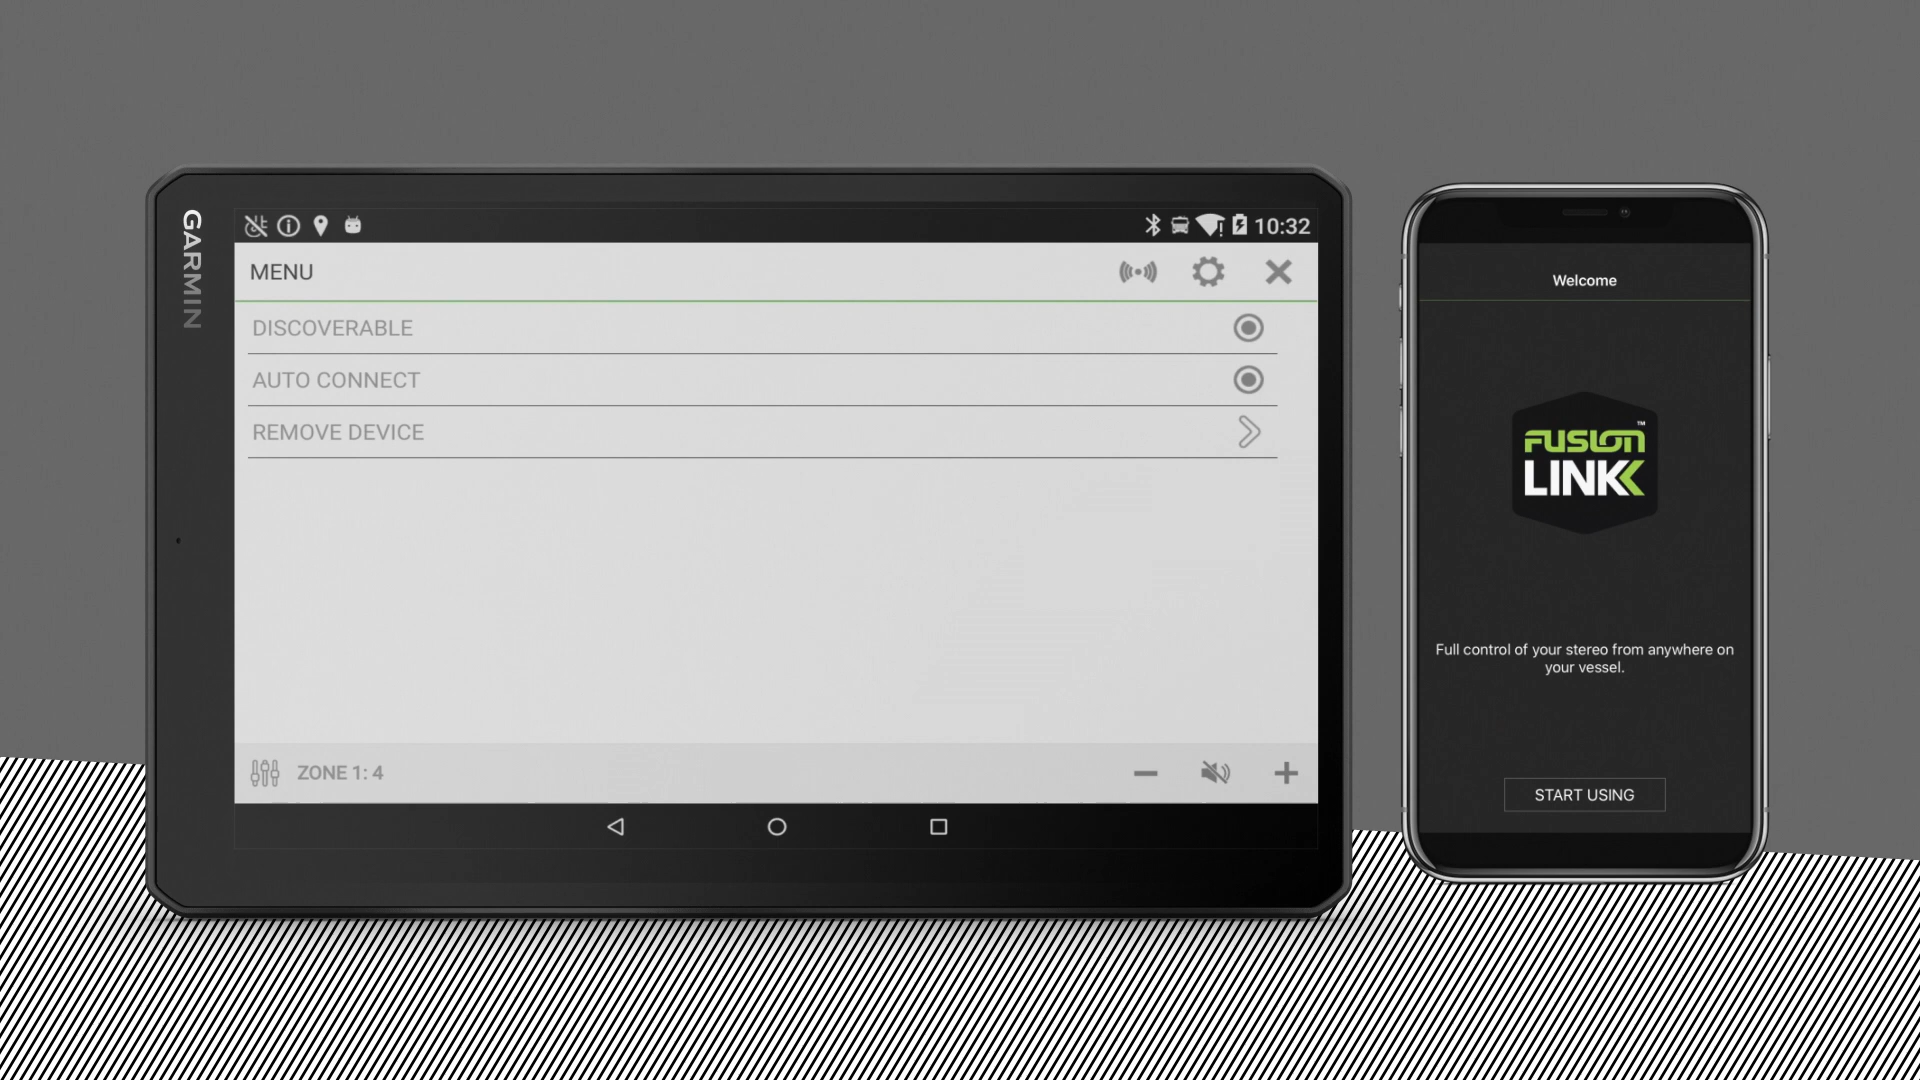 GARMIN
10:32
MENU
DISCOVERABLE
AUTO CONNECT
REMOVE DEVICE
ZONE 1: 4
Welcome
FUSION™
LINK
Full control of your stereo from anywhere on
your vessel.
START USING